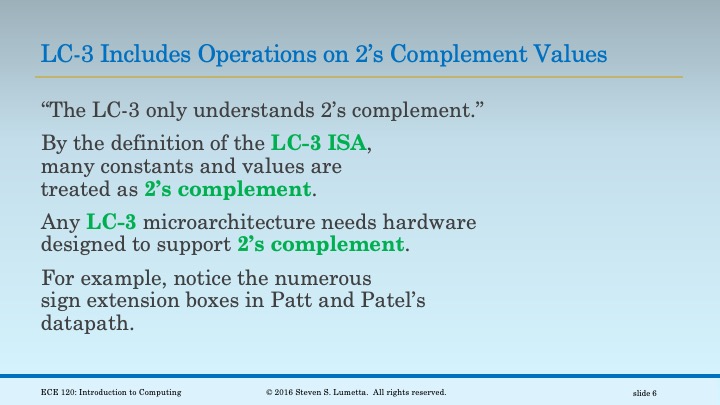 LC-3 Includes Operations on 2’s Complement Values
“The LC-3 only understands 2’s complement.”
By the definition of the LC-3 ISA,
many constants and values are
treated as 2’s complement.
Any LC-3 microarchitecture needs hardware
designed to support 2’s complement.
For example, notice the numerous
sign extension boxes in Patt and Patel’s
datapath.
ECE 120: Introduction to Computing
© 2016 Steven S. Lumetta.  All rights reserved.
slide 6